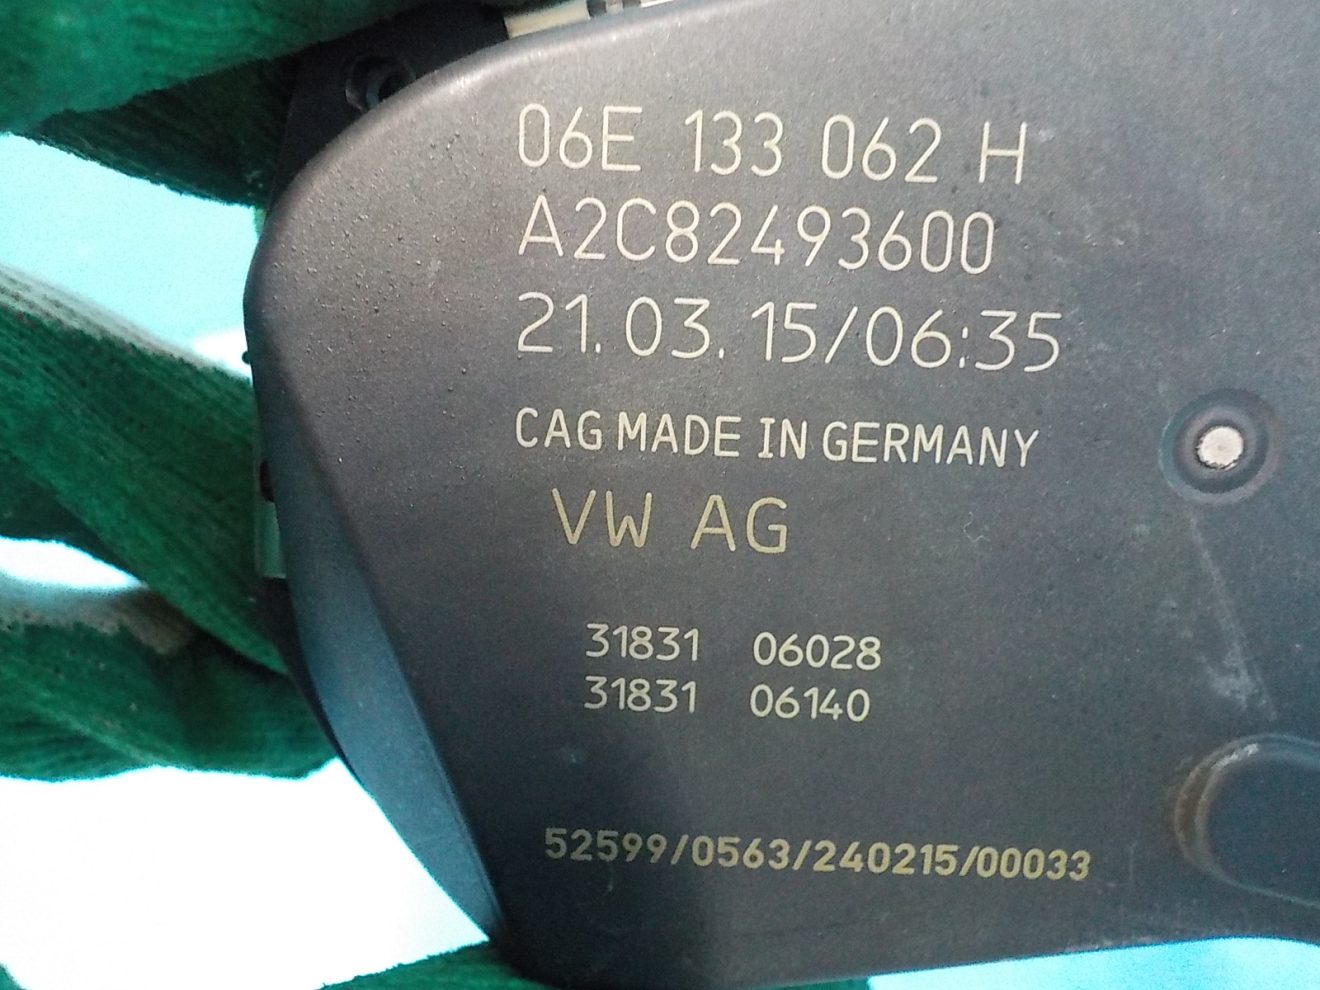 06E 133 062 H
A2C82493600
21.03.15/06:35
CAG MADE IN GERMANY
VW AG
31831 06028
31831 06140
52599/0563/240215/00033